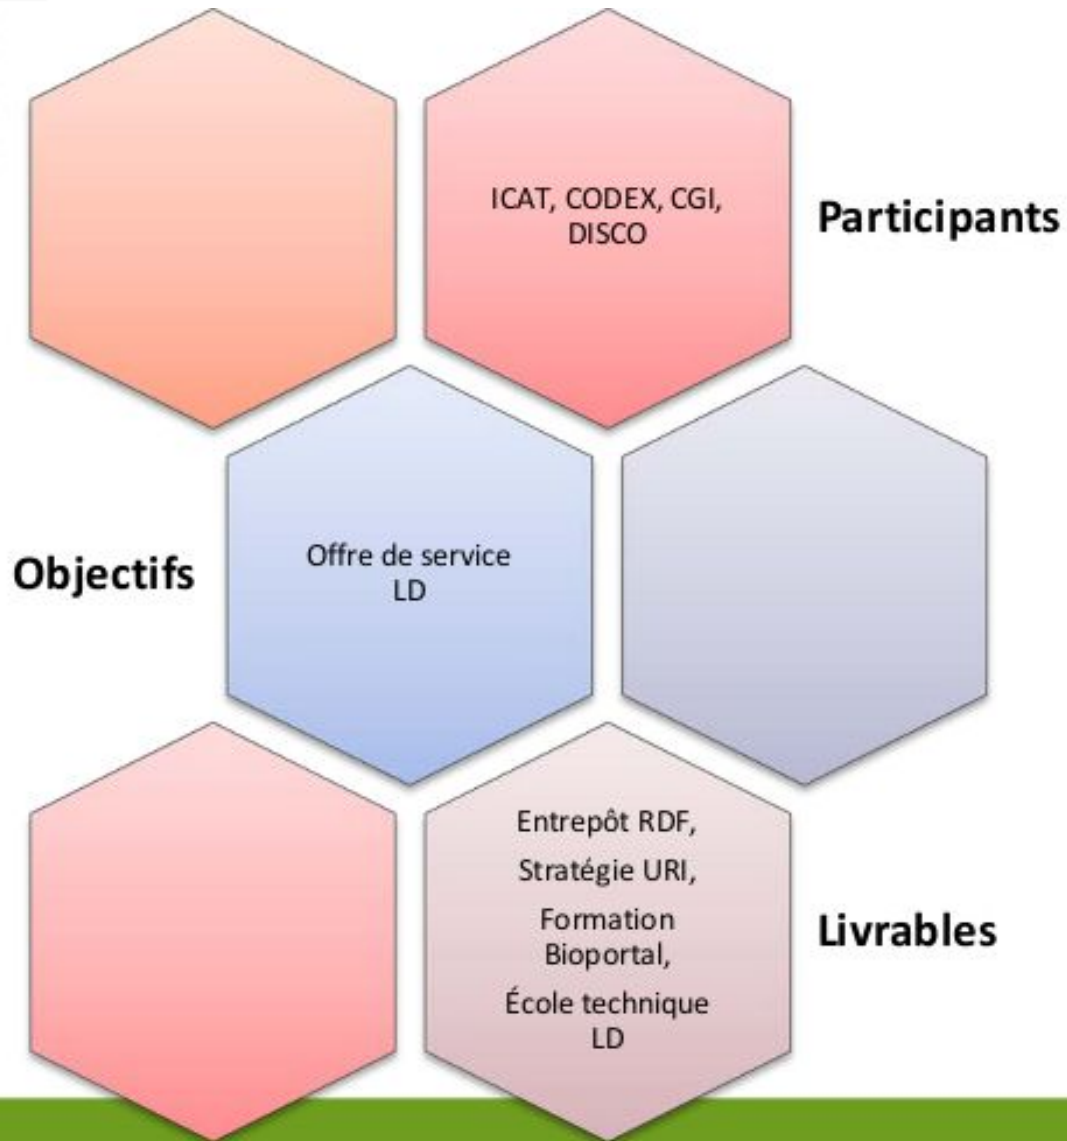 ICAT, CODEX, CGI,
DISCO
Participants
Objectifs
Offre de service
LD
Entrepôt RDF,
Stratégie URI,
Formation
Bioportal,
École technique
LD
Livrables